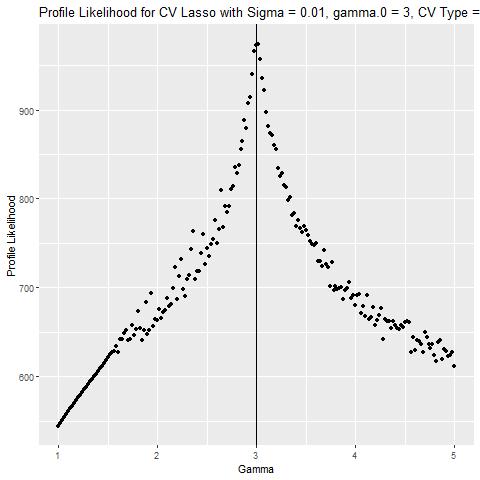 Profile Likelihood for CV Lasso with Sigma = 0.01, gamma.0 = 3, CV Type =
Profile Likelihood
900
800
700
600
1 2 3 4 5
Gamma